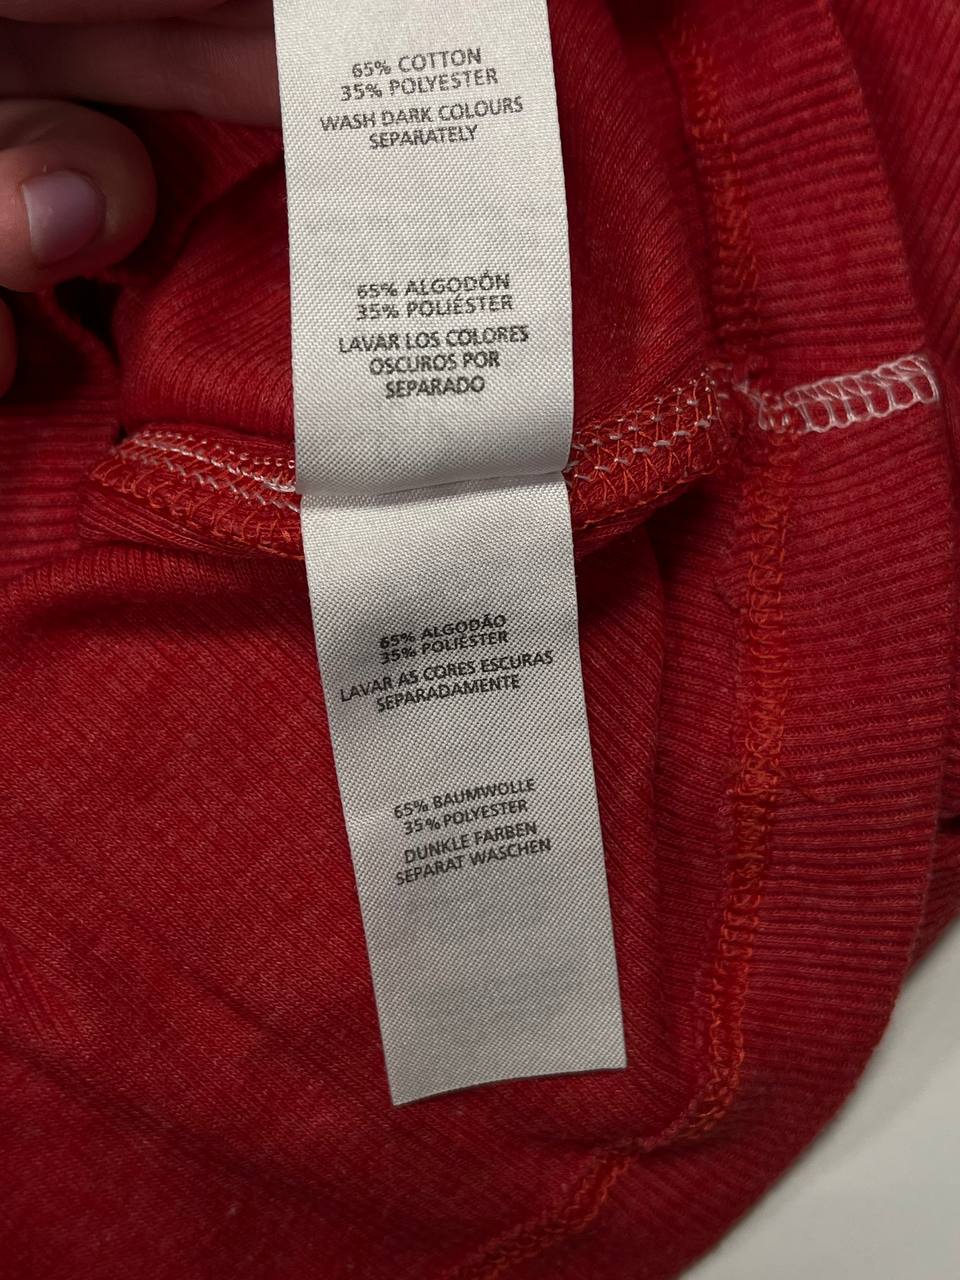 65% COTTON
35% POLYESTER
WASH DARK COLOURS
SEPARATELY
65% ALGODÓN
35% POLIÉSTER
LAVAR LOS COLORES
OSCUROS POR
SEPARADO
65% ALGODÃO
35% POLIÉSTER
LAVAR AS CORES ESCURAS
SEPARADAMENTE
65% BAUMWOLLE
35% POLYESTER
DUNKLE FARBEN
SEPARAT WASCHEN